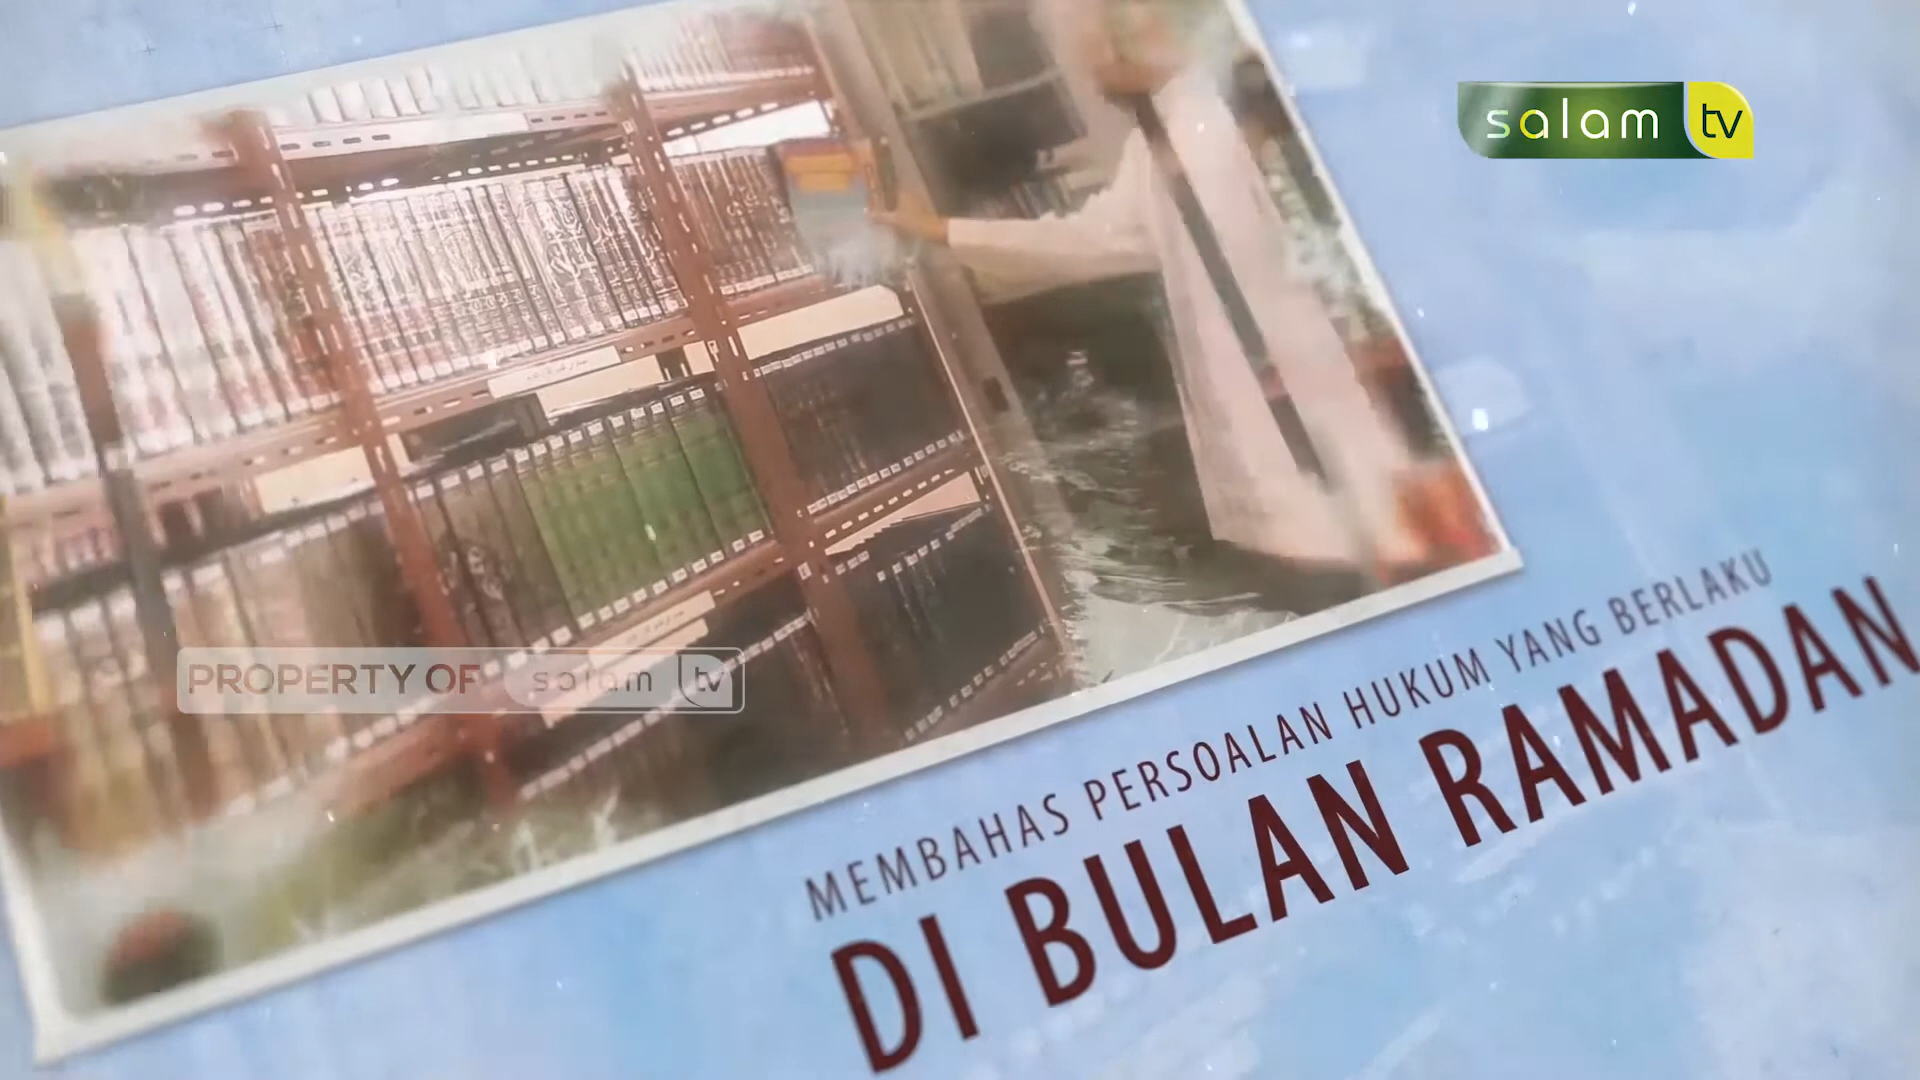 salam tv
PROPERTY OF salam tv
MEMBAHAS PERSOALAN HUKUM YANG BERLAKU
DI BULAN RAMADAN